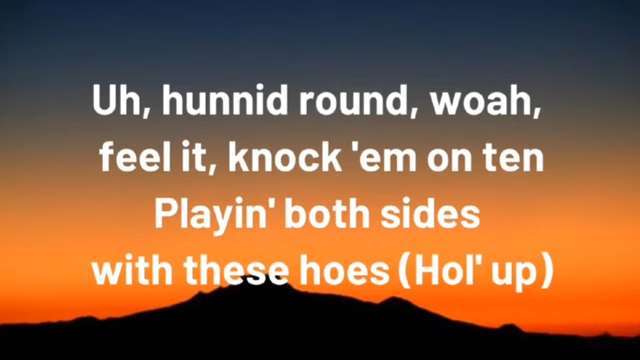 Uh, hunnid round, woah,
feel it, knock 'em on ten
Playin' both sides
with these hoes (Hol' up)